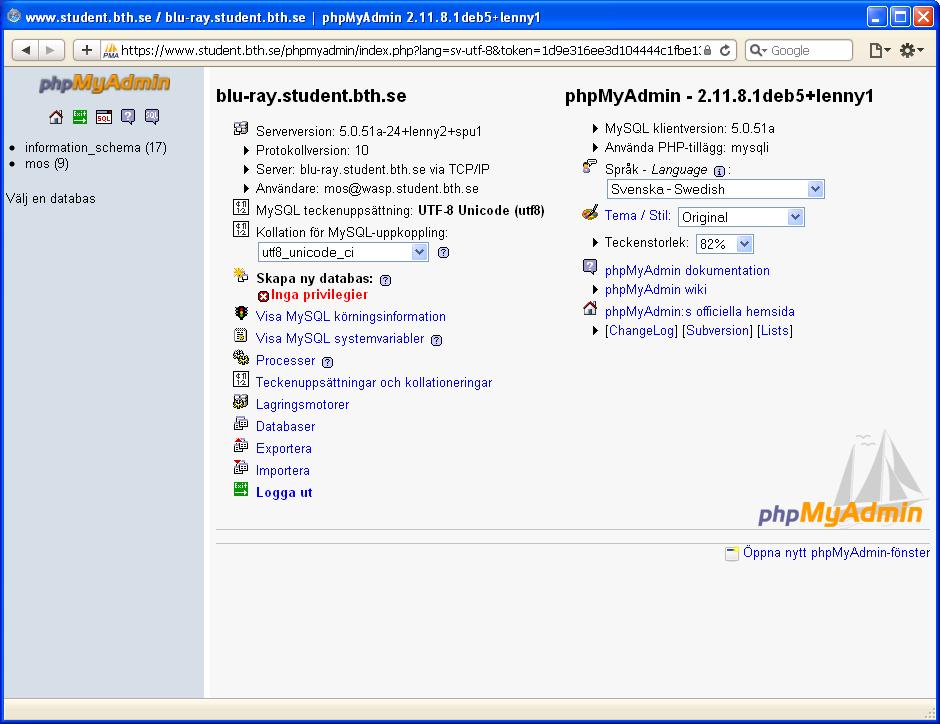 www.student.bth.se / blu-ray.student.bth.se | phpMyAdmin 2.11.8.1deb5+lenny1
https://www.student.bth.se/phpmyadmin/index.php?lang=sv-utf-8&token=1d9e316ee3d104444c1fbe1
Google
phpMyAdmin
information_schema (17)
mos (9)
Välj en databas
blu-ray.student.bth.se
Serverversion: 5.0.51a-24+lenny2+spu1
Protokollversion: 10
Server: blu-ray.student.bth.se via TCP/IP
Användare: mos@wasp.student.bth.se
MySQL teckenuppsättning: UTF-8 Unicode (utf8)
Kollation för MySQL-uppkoppling:
utf8_unicode_ci
Skapa ny databas:
Inga privilegier
Visa MySQL körningsinformation
Visa MySQL systemvariabler
Processer
Teckenuppsättningar och kollationeringar
Lagringsmotorer
Databaser
Exportera
Importera
Logga ut
phpMyAdmin - 2.11.8.1deb5+lenny1
MySQL klientversion: 5.0.51a
Använda PHP-tillägg: mysqli
Språk - Language :
Svenska - Swedish
Tema / Stil: Original
Teckenstorlek: 82%
phpMyAdmin dokumentation
phpMyAdmin wiki
phpMyAdmin:s officiella hemsida
[ChangeLog] [Subversion] [Lists]
phpMyAdmin
Öppna nytt phpMyAdmin-fönster